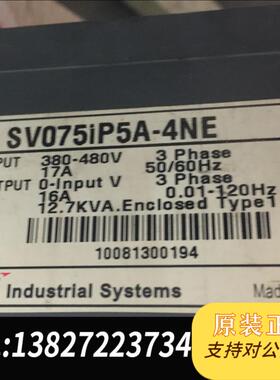 SV075iP5A-4NE
PUT 380-480V 3 Phase
17A 50/60Hz
TPUT 0-Input V 3 Phase
16A 0.01-120Hz
12.7KVA.Enclosed Type1
10081300194
Industrial Systems Mad
原装正
支持对公
:13827223734